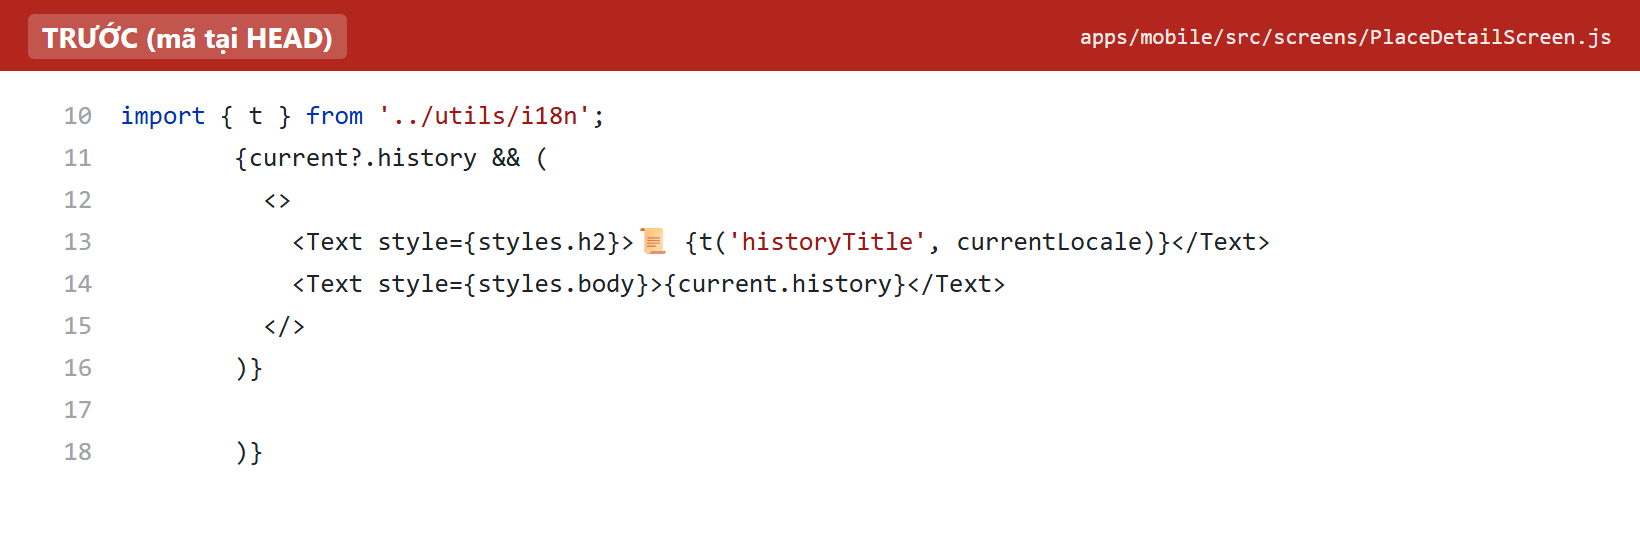 TRƯỚC (mã tại HEAD) apps/mobile/src/screens/PlaceDetailScreen.js
10 import { t } from '../utils/i18n';
11         {current?.history && (
12           <>
13             <Text style={styles.h2}>📜 {t('historyTitle', currentLocale)}</Text>
14             <Text style={styles.body}>{current.history}</Text>
15           </>
16         )}
17
18         )}